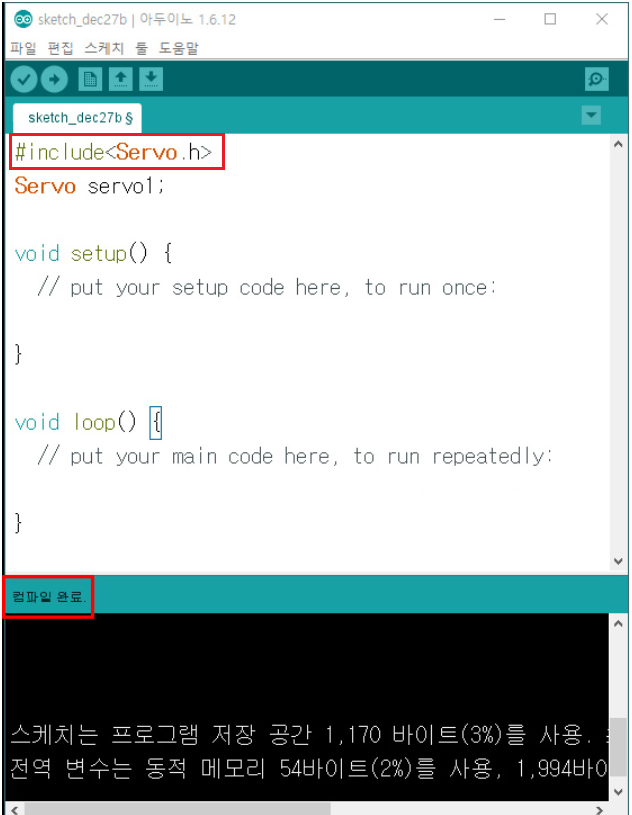 sketch_dec27b | 아두이노 1.6.12
파일 편집 스케치 툴 도움말
sketch_dec27b §
#include<Servo.h>
Servo servo1;
void setup() {
// put your setup code here, to run once:
}
void loop() {
// put your main code here, to run repeatedly:
}
컴파일 완료.
스케치는 프로그램 저장 공간 1,170 바이트(3%)를 사용.
전역 변수는 동적 메모리 54바이트(2%)를 사용, 1,994바이